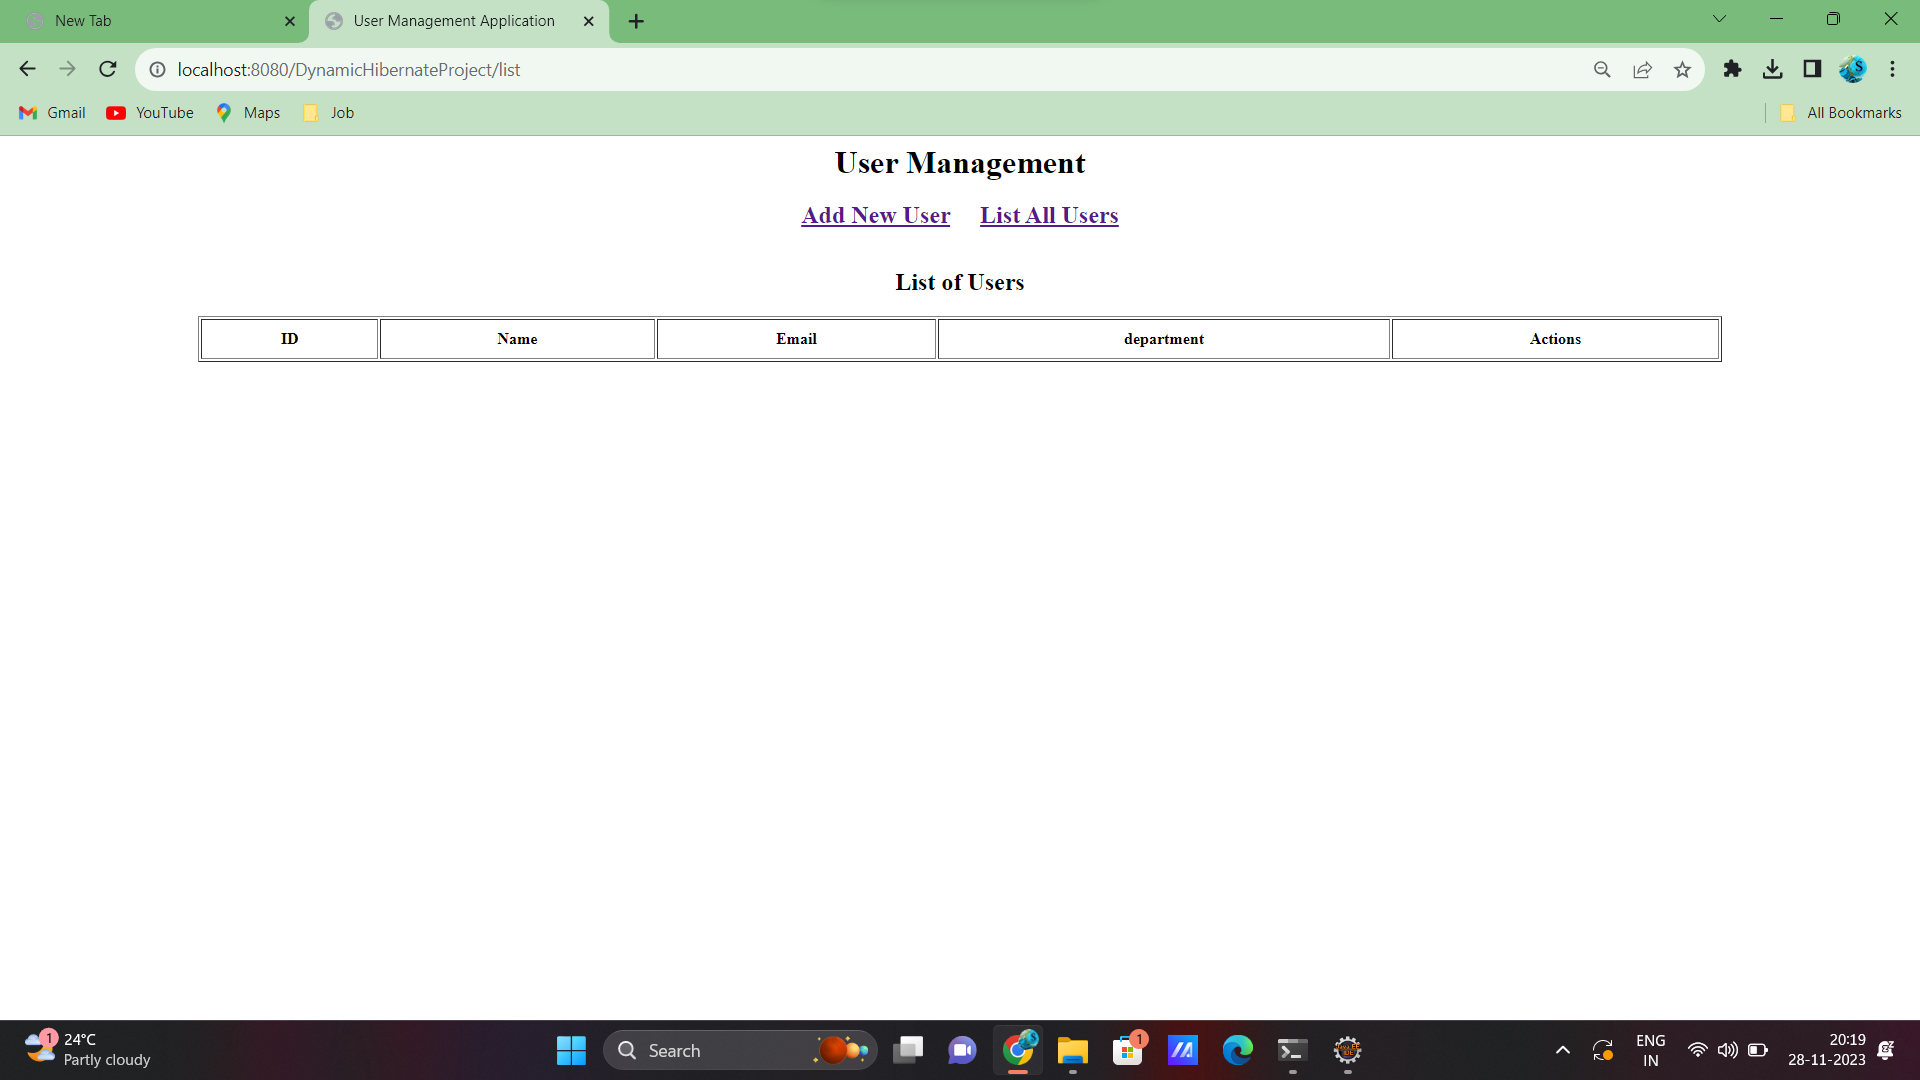 New Tab
User Management Application
localhost:8080/DynamicHibernateProject/list
Gmail
YouTube
Maps
Job
All Bookmarks
User Management
Add New User List All Users
List of Users
ID Name Email department Actions
1
24°C
Partly cloudy
Search
1
ENG
IN
20:19
28-11-2023